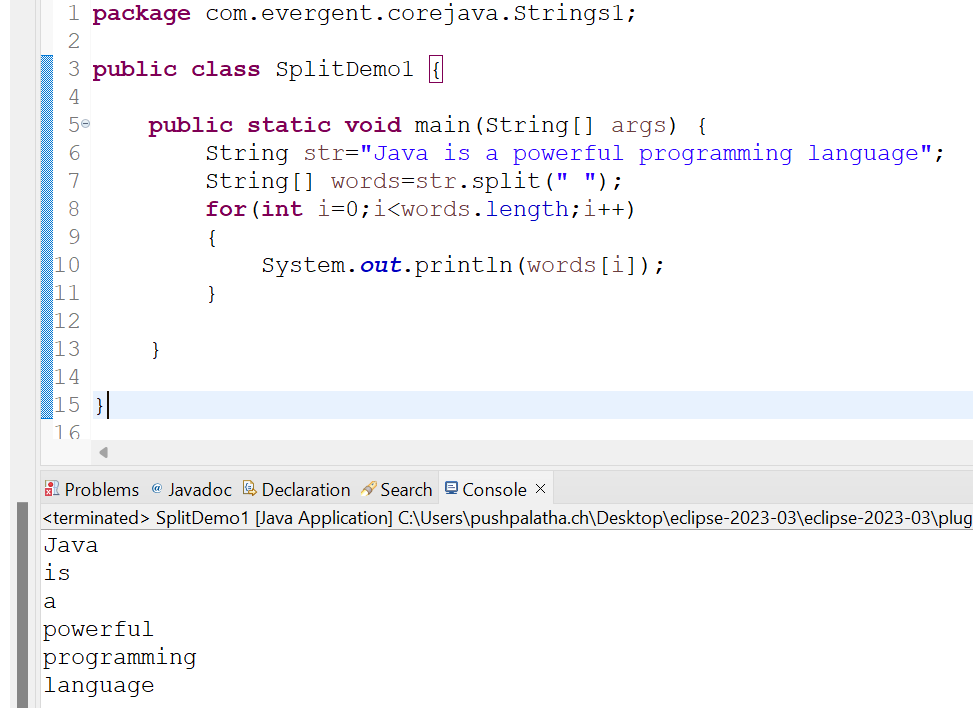 1 package com.evergent.corejava.Strings1;
2
3 public class SplitDemo1 {
4
5 public static void main(String[] args) {
6 String str="Java is a powerful programming language";
7 String[] words=str.split(" ");
8 for(int i=0;i<words.length;i++)
9 {
10 System.out.println(words[i]);
11 }
12
13 }
14
15 }
16
Problems @ Javadoc Declaration Search Console ×
<terminated> SplitDemo1 [Java Application] C:\Users\pushpalatha.ch\Desktop\eclipse-2023-03\eclipse-2023-03\plug
Java
is
a
powerful
programming
language